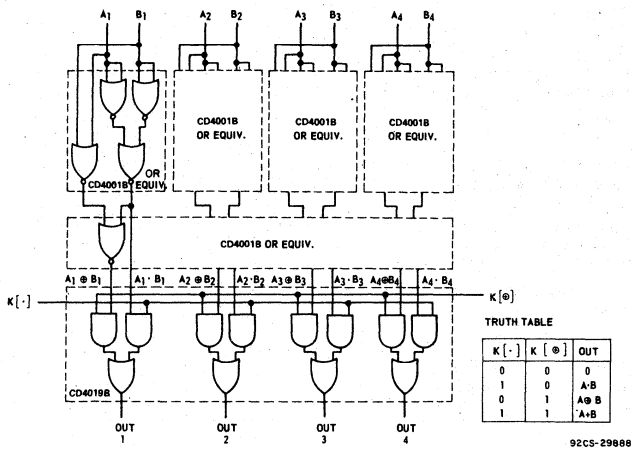 A1 B1 A2 B2 A3 B3 A4 B4
CD4001B
OR EQUIV.
CD4001B
OR EQUIV.
CD4001B
OR EQUIV.
OR
CD4001B EQUIV.
CD4001B OR EQUIV.
A1 ⊕ B1 A1 · B1 A2 ⊕ B2 A2 · B2 A3 ⊕ B3 A3 · B3 A4 ⊕ B4 A4 · B4
K [·] K [⊕]
TRUTH TABLE
K [·] K [⊕] OUT
0 0 0
1 0 A·B
0 1 A⊕B
1 1 A+B
CD4019B
OUT OUT OUT OUT
1 2 3 4
92CS-29888